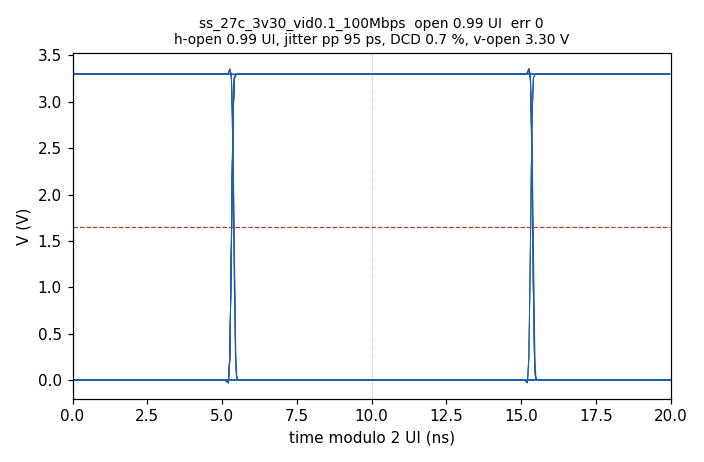 ss_27c_3v30_vid0.1_100Mbps  open 0.99 UI  err 0
h-open 0.99 UI, jitter pp 95 ps, DCD 0.7 %, v-open 3.30 V
3.5
3.0
2.5
2.0
1.5
1.0
0.5
0.0
V (V)
0.0 2.5 5.0 7.5 10.0 12.5 15.0 17.5 20.0
time modulo 2 UI (ns)